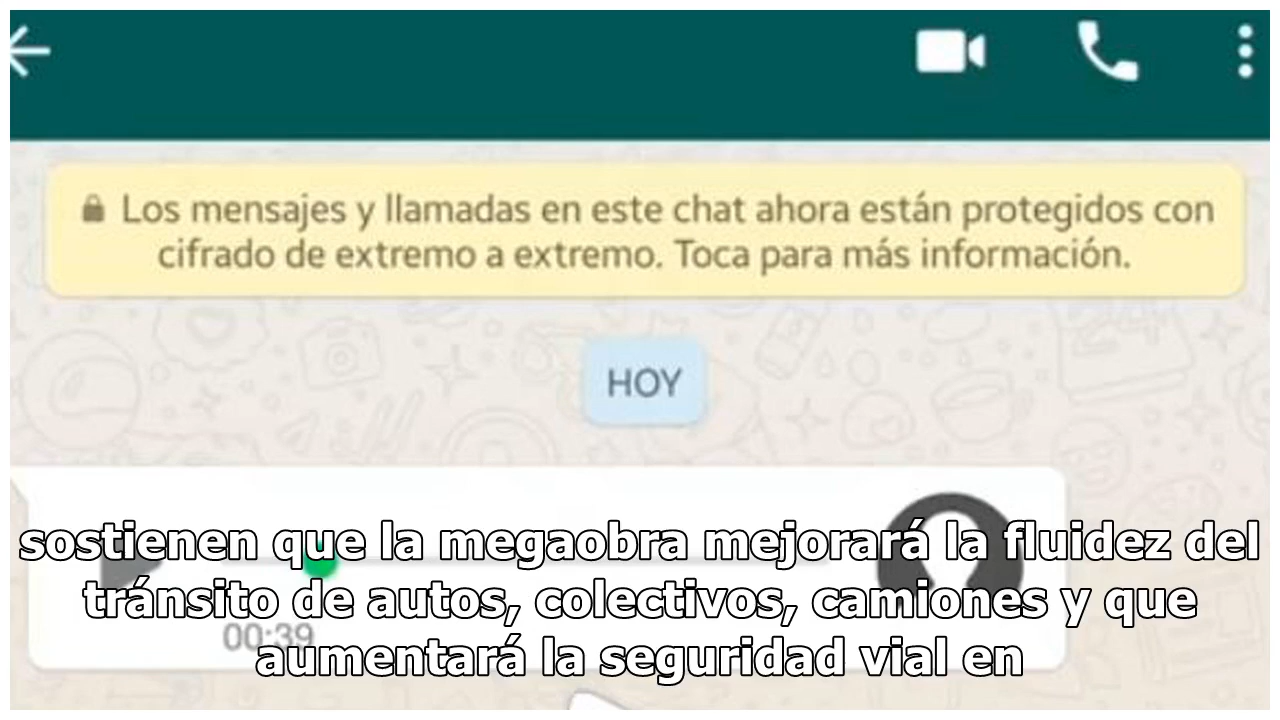 Los mensajes y llamadas en este chat ahora están protegidos con
cifrado de extremo a extremo. Toca para más información.
HOY
sostienen que la megaobra mejorará la fluidez del
tránsito de autos, colectivos, camiones y que
00:39
aumentará la seguridad vial en